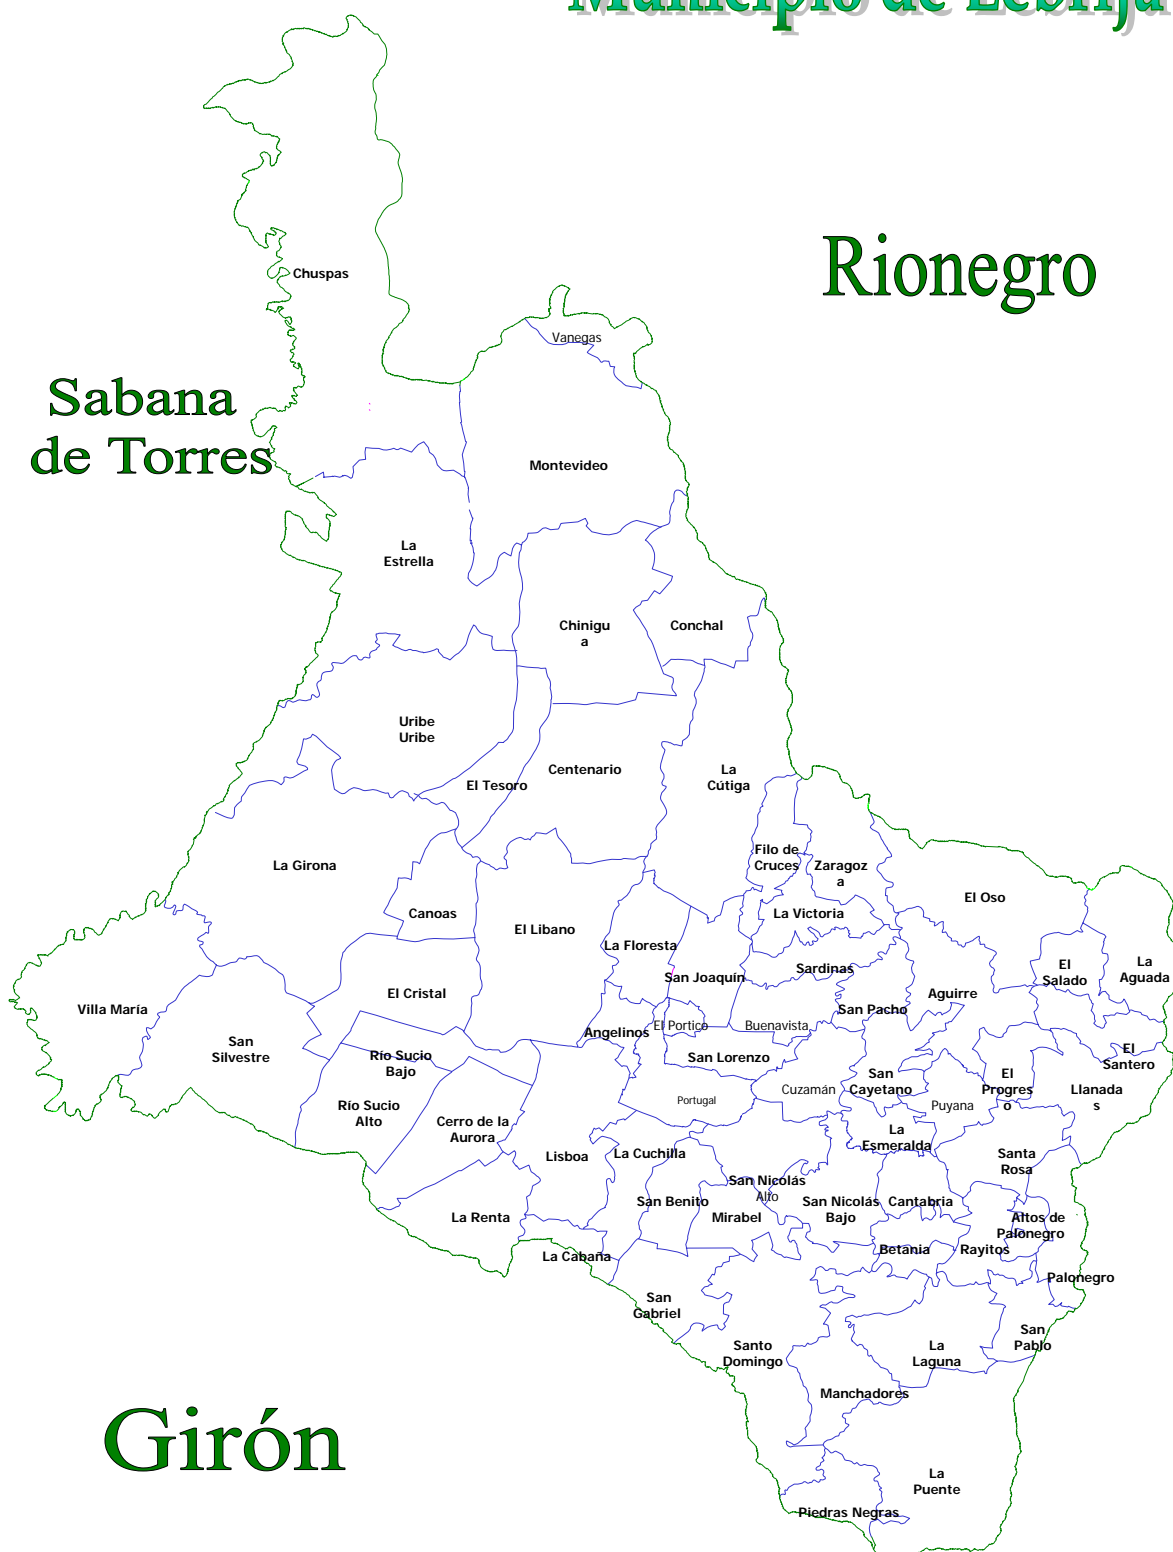 Municipio de Lebrija
Rionegro
Chuspas
Vanegas
Sabana
de Torres
Montevideo
La
Estrella
Chinigu
a
Conchal
Uribe
Uribe
Centenario
La
Cútiga
El Tesoro
Filo de
Cruces
Zaragoz
a
La Girona
El Oso
Canoas
La Victoria
El Libano
La Floresta
San Joaquín
Sardinas
El
Salado
La
Aguada
El Cristal
Aguirre
Villa María
San Pacho
Angelinos
El Portico
Buenavista
San
Silvestre
Río Sucio
Bajo
San Lorenzo
El
Santero
Cuzamán
San
Cayetano
El
Progres
o
Llanada
s
Río Sucio
Alto
Portugal
Puyana
Cerro de la
Aurora
La
Esmeralda
Lisboa
La Cuchilla
Santa
Rosa
San Nicolás
Alto
San Benito
San Nicolás
Bajo
Cantabria
La Renta
Mirabel
Altos de
Palonegro
La Cabaña
Betania
Rayitos
Palonegro
San
Gabriel
Santo
Domingo
La
Laguna
San
Pablo
Manchadores
Girón
La
Puente
Piedras Negras